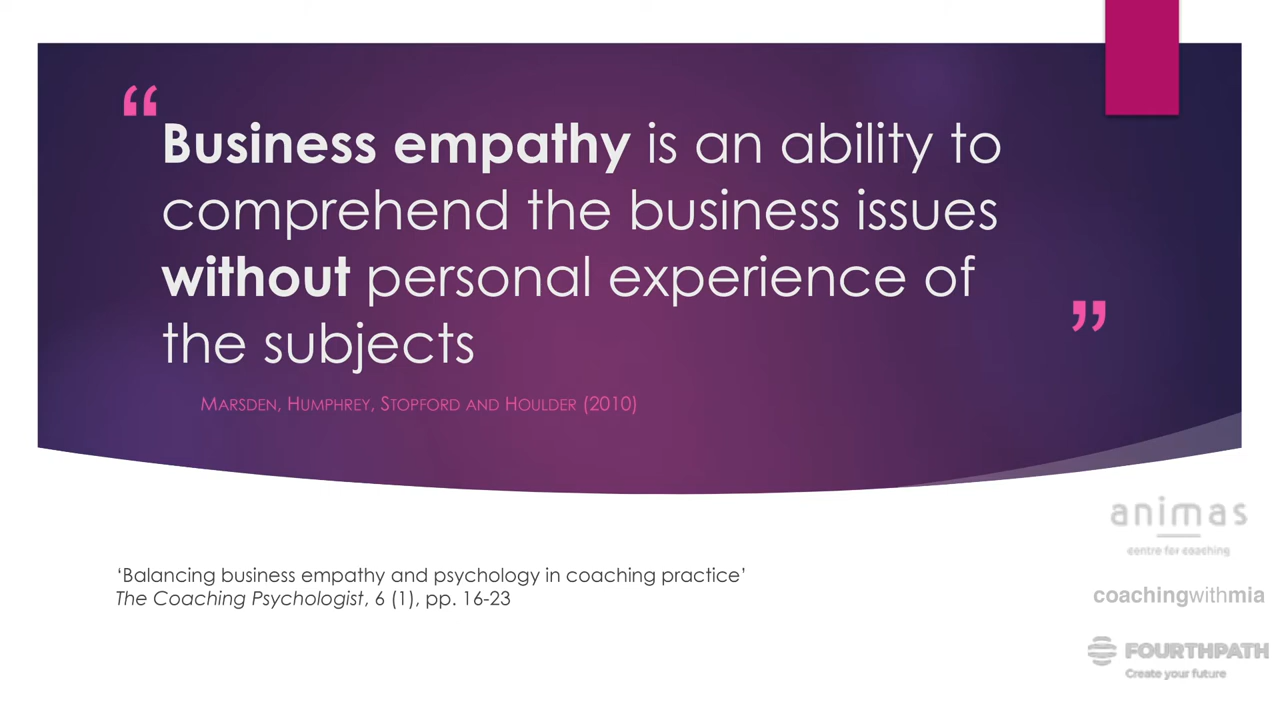 “Business empathy is an ability to
comprehend the business issues
without personal experience of
the subjects”
Marsden, Humphrey, Stopford and Houlder (2010)
‘Balancing business empathy and psychology in coaching practice’
The Coaching Psychologist, 6 (1), pp. 16-23
animas
centre for coaching
coachingwithmia
FOURTHPATH
Create your future